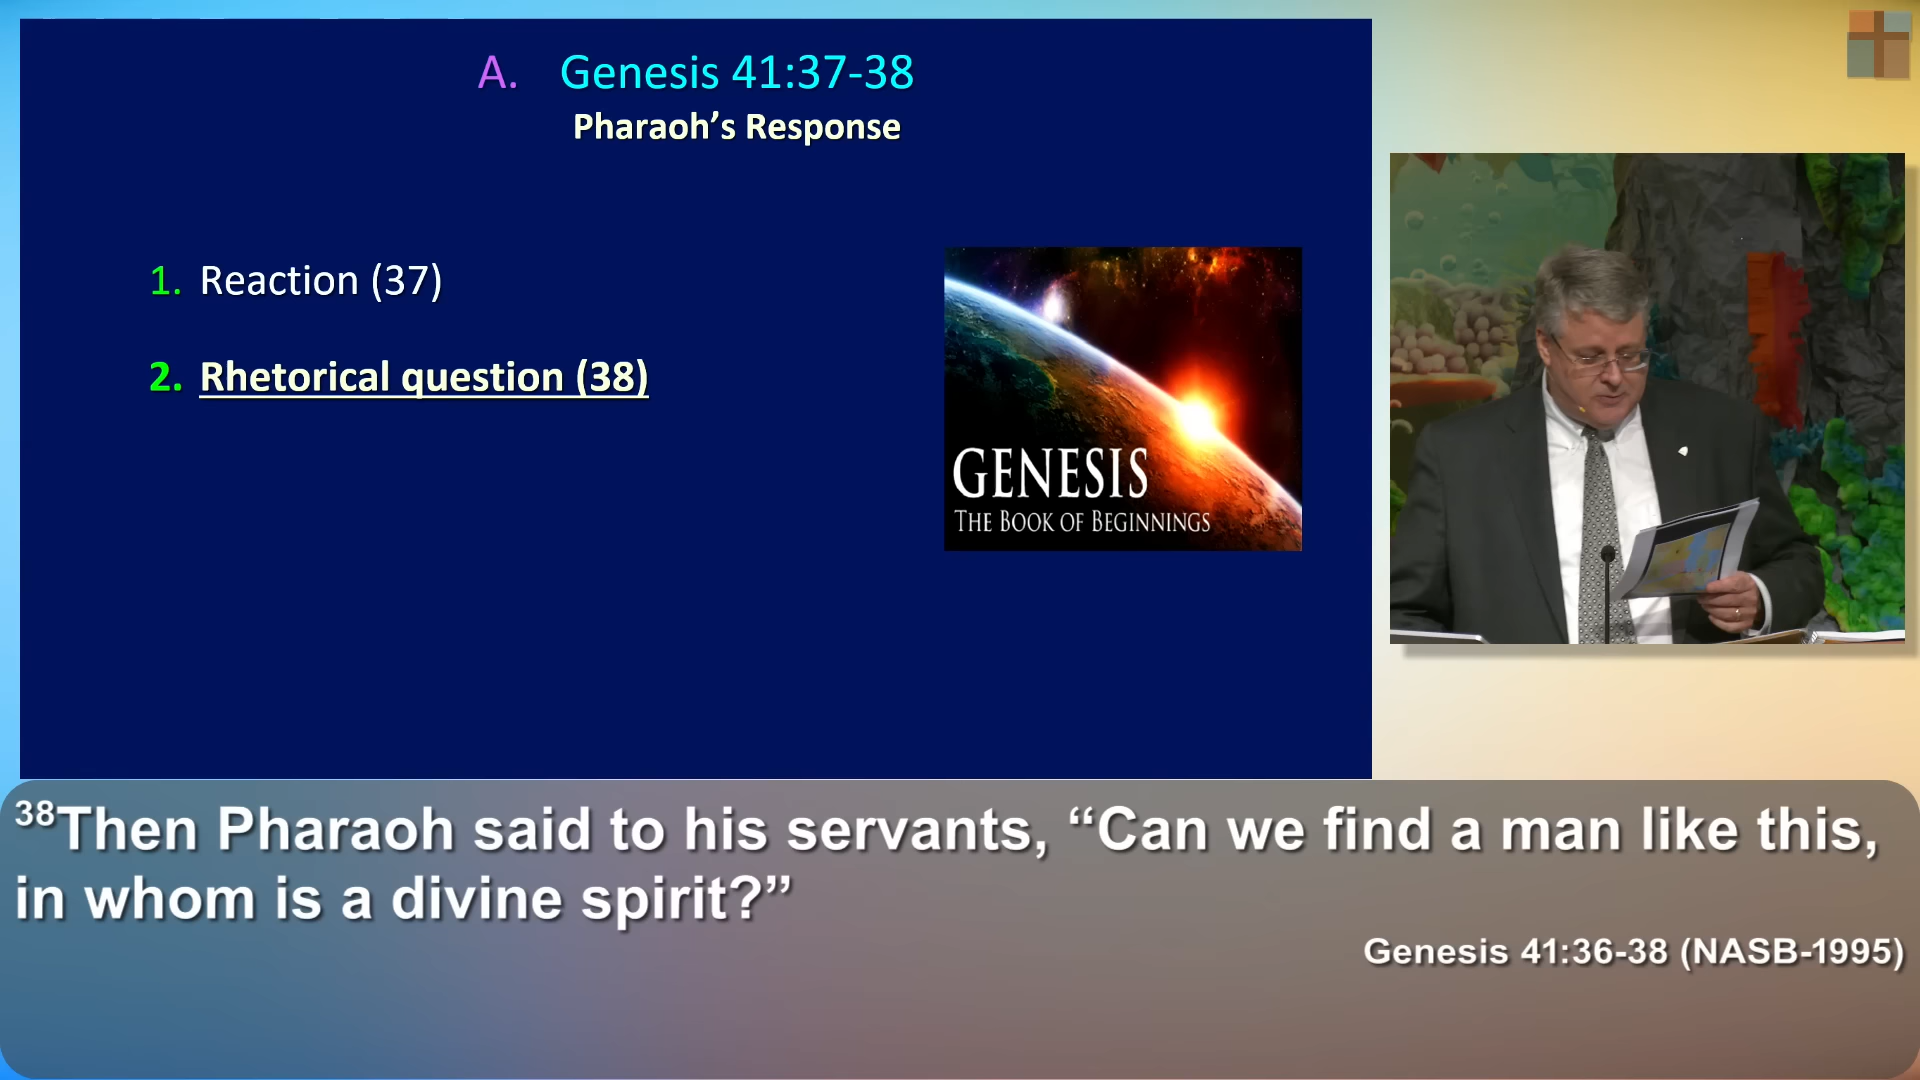 A. Genesis 41:37-38
Pharaoh’s Response
1. Reaction (37)
2. Rhetorical question (38)
GENESIS
THE BOOK OF BEGINNINGS
38Then Pharaoh said to his servants, “Can we find a man like this,
in whom is a divine spirit?”
Genesis 41:36-38 (NASB-1995)